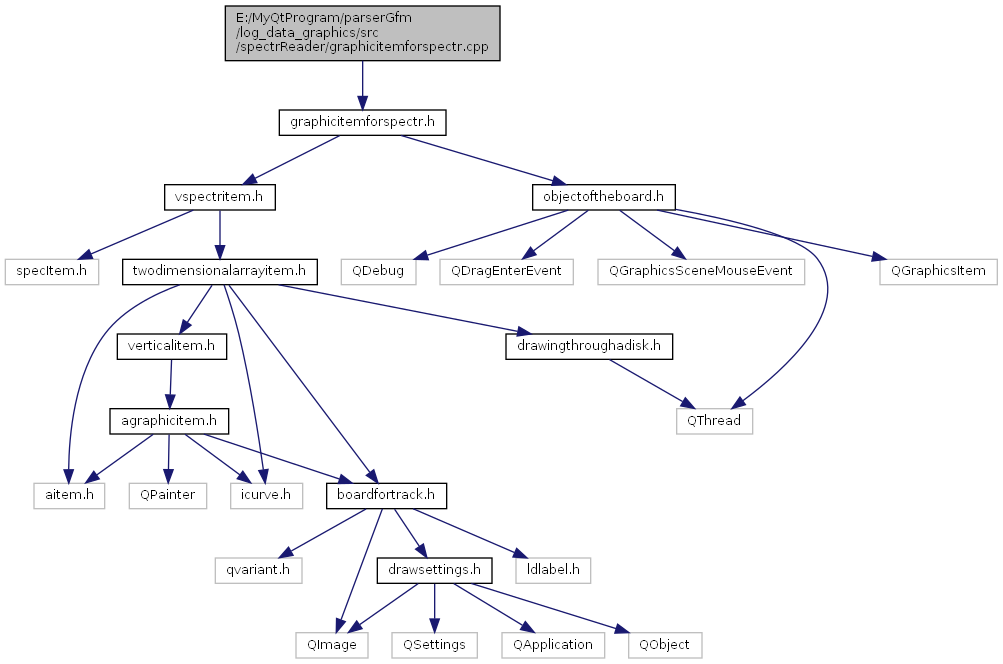 E:/MyQtProgram/parserGfm
/log_data_graphics/src
/spectrReader/graphicitemforspectr.cpp
graphicitemforspectr.h
vspectritem.h
objectoftheboard.h
specItem.h
twodimensionalarrayitem.h
QDebug
QDragEnterEvent
QGraphicsSceneMouseEvent
QGraphicsItem
verticalitem.h
drawingthroughadisk.h
agraphicitem.h
QThread
aitem.h
QPainter
icurve.h
boardfortrack.h
qvariant.h
drawsettings.h
ldlabel.h
QImage
QSettings
QApplication
QObject